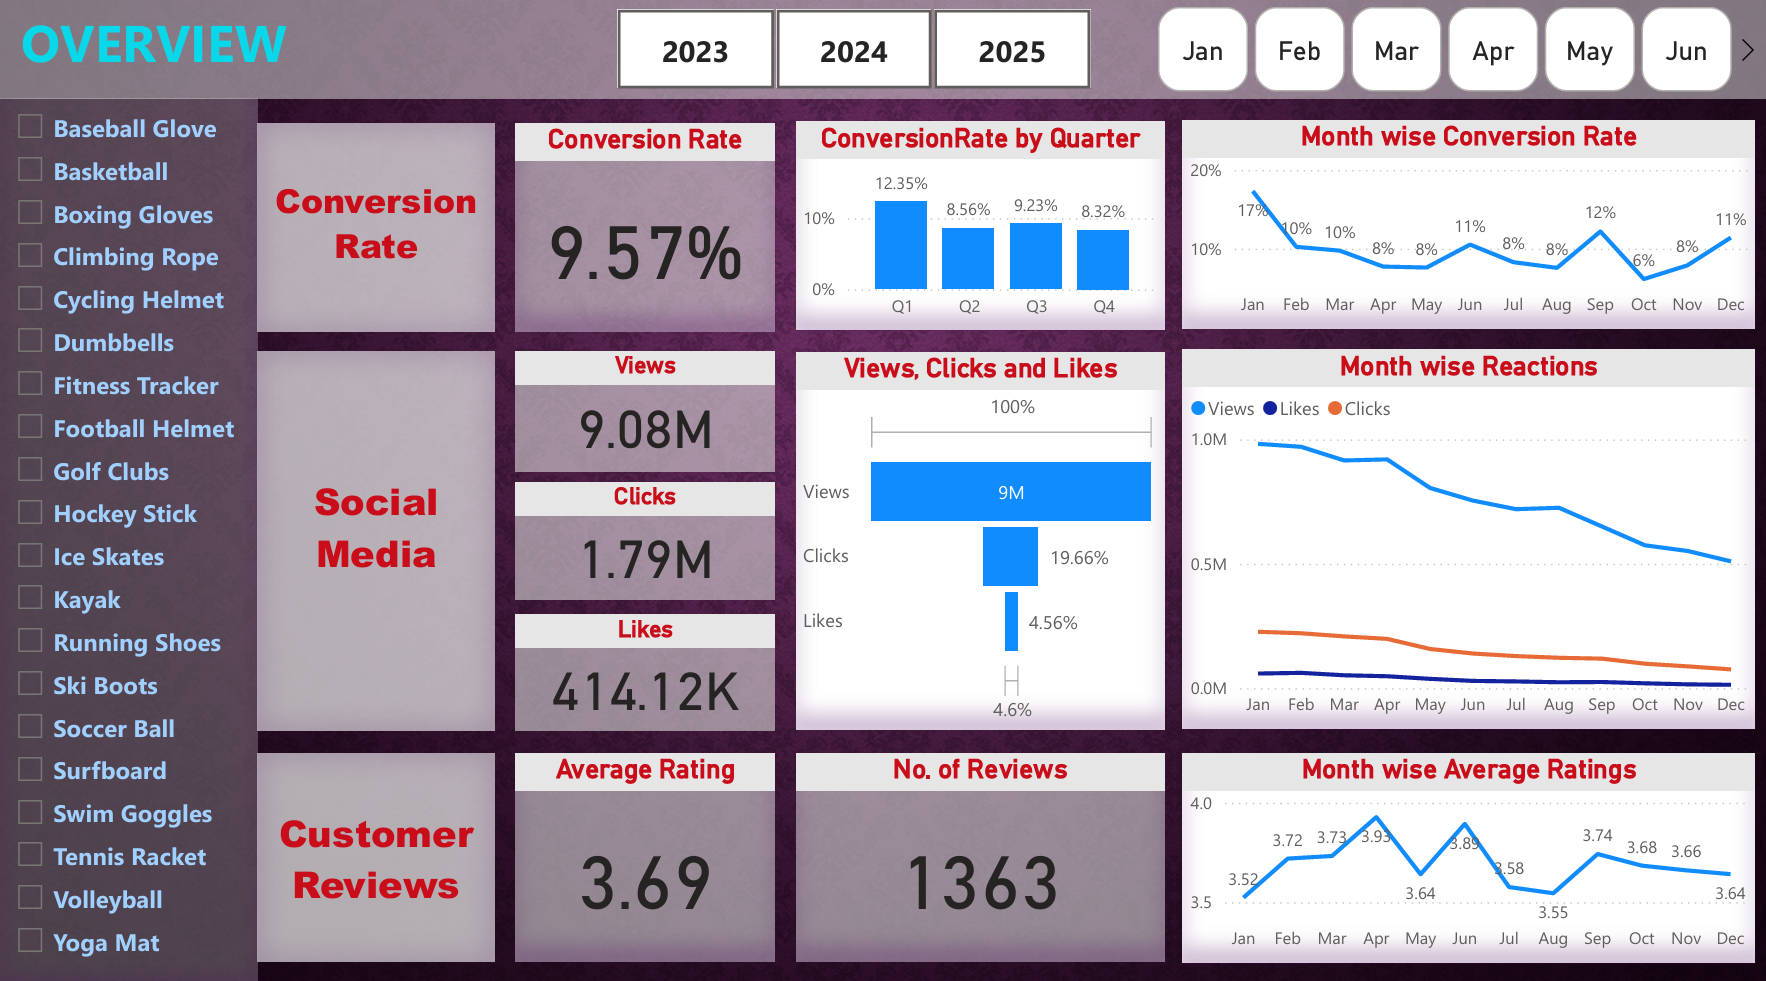 OVERVIEW
2023
2024
2025
Jan
Feb
Mar
Apr
May
Jun
Baseball Glove
Basketball
Boxing Gloves
Climbing Rope
Cycling Helmet
Dumbbells
Fitness Tracker
Football Helmet
Golf Clubs
Hockey Stick
Ice Skates
Kayak
Running Shoes
Ski Boots
Soccer Ball
Surfboard
Swim Goggles
Tennis Racket
Volleyball
Yoga Mat
Conversion
Rate
Conversion Rate
9.57%
ConversionRate by Quarter
12.35%
8.56%
9.23%
8.32%
10%
0%
Q1 Q2 Q3 Q4
Month wise Conversion Rate
20%
10%
17%
10%
10%
8%
8%
11%
8%
8%
12%
6%
8%
11%
Jan Feb Mar Apr May Jun Jul Aug Sep Oct Nov Dec
Social
Media
Views
9.08M
Clicks
1.79M
Likes
414.12K
Views, Clicks and Likes
100%
Views
9M
Clicks
19.66%
Likes
4.56%
4.6%
Month wise Reactions
Views Likes Clicks
1.0M
0.5M
0.0M
Jan Feb Mar Apr May Jun Jul Aug Sep Oct Nov Dec
Customer
Reviews
Average Rating
3.69
No. of Reviews
1363
Month wise Average Ratings
4.0
3.5
3.52
3.72
3.73
3.93
3.64
3.89
3.58
3.55
3.74
3.68
3.66
3.64
Jan Feb Mar Apr May Jun Jul Aug Sep Oct Nov Dec